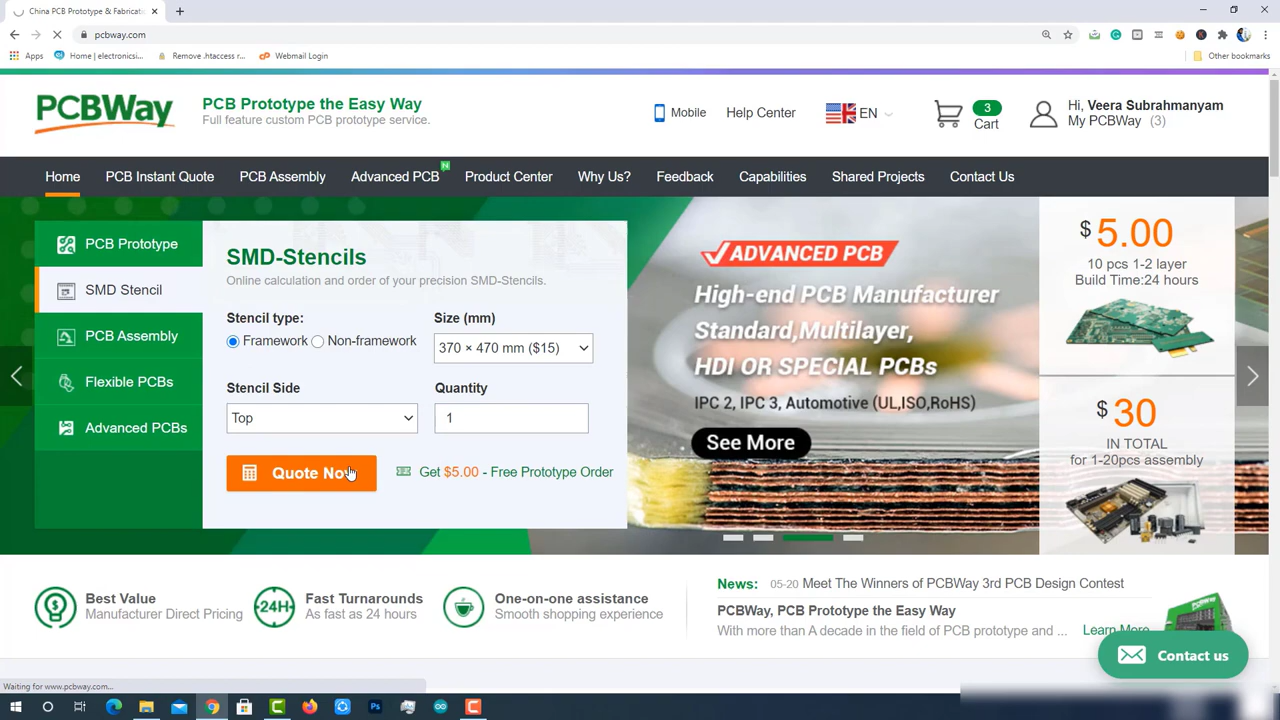 China PCB Prototype & Fabricati
pcbway.com
Apps
Home | electronicsi...
Remove .htaccess r...
Webmail Login
Other bookmarks
PCBWay
PCB Prototype the Easy Way
Full feature custom PCB prototype service.
Mobile
Help Center
EN
3
Cart
Hi, Veera Subrahmanyam
My PCBWay (3)
Home
PCB Instant Quote
PCB Assembly
Advanced PCB
N
Product Center
Why Us?
Feedback
Capabilities
Shared Projects
Contact Us
PCB Prototype
SMD Stencil
PCB Assembly
Flexible PCBs
Advanced PCBs
SMD-Stencils
Online calculation and order of your precision SMD-Stencils.
Stencil type:
Framework
Non-framework
Size (mm)
370 × 470 mm ($15)
Stencil Side
Top
Quantity
1
Quote Now
Get $5.00 - Free Prototype Order
ADVANCED PCB
High-end PCB Manufacturer
Standard,Multilayer,
HDI OR SPECIAL PCBs
IPC 2, IPC 3, Automotive (UL,ISO,RoHS)
See More
$ 5.00
10 pcs 1-2 layer
Build Time:24 hours
$ 30
IN TOTAL
for 1-20pcs assembly
Best Value
Manufacturer Direct Pricing
24H
Fast Turnarounds
As fast as 24 hours
One-on-one assistance
Smooth shopping experience
News: 05-20 Meet The Winners of PCBWay 3rd PCB Design Contest
PCBWay, PCB Prototype the Easy Way
With more than A decade in the field of PCB prototype and ...
Learn More
Contact us
Waiting for www.pcbway.com...